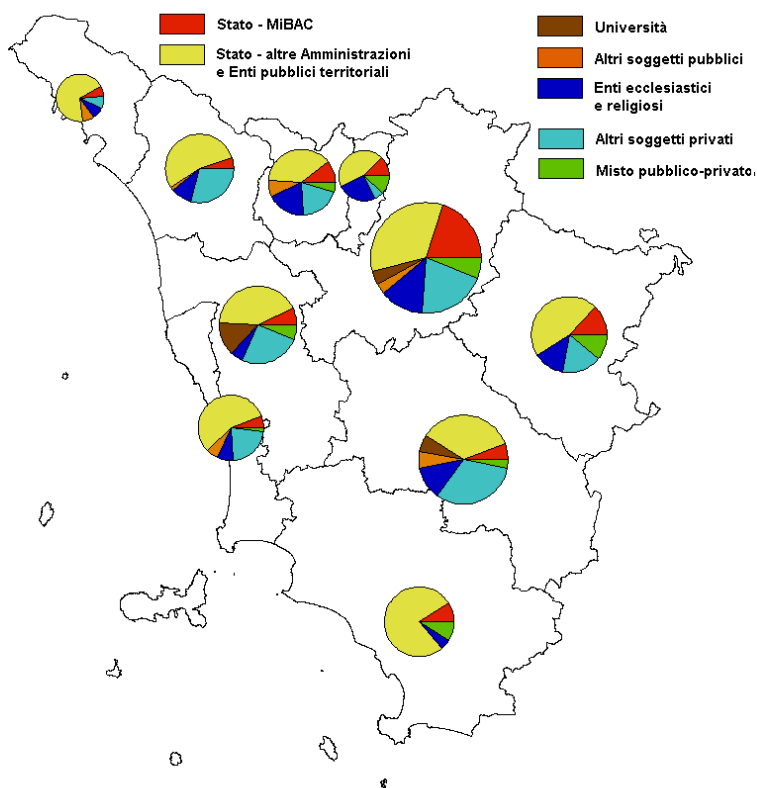 Stato - MiBAC
Stato - altre Amministrazioni
e Enti pubblici territoriali
Università
Altri soggetti pubblici
Enti ecclesiastici
e religiosi
Altri soggetti privati
Misto pubblico-privato.